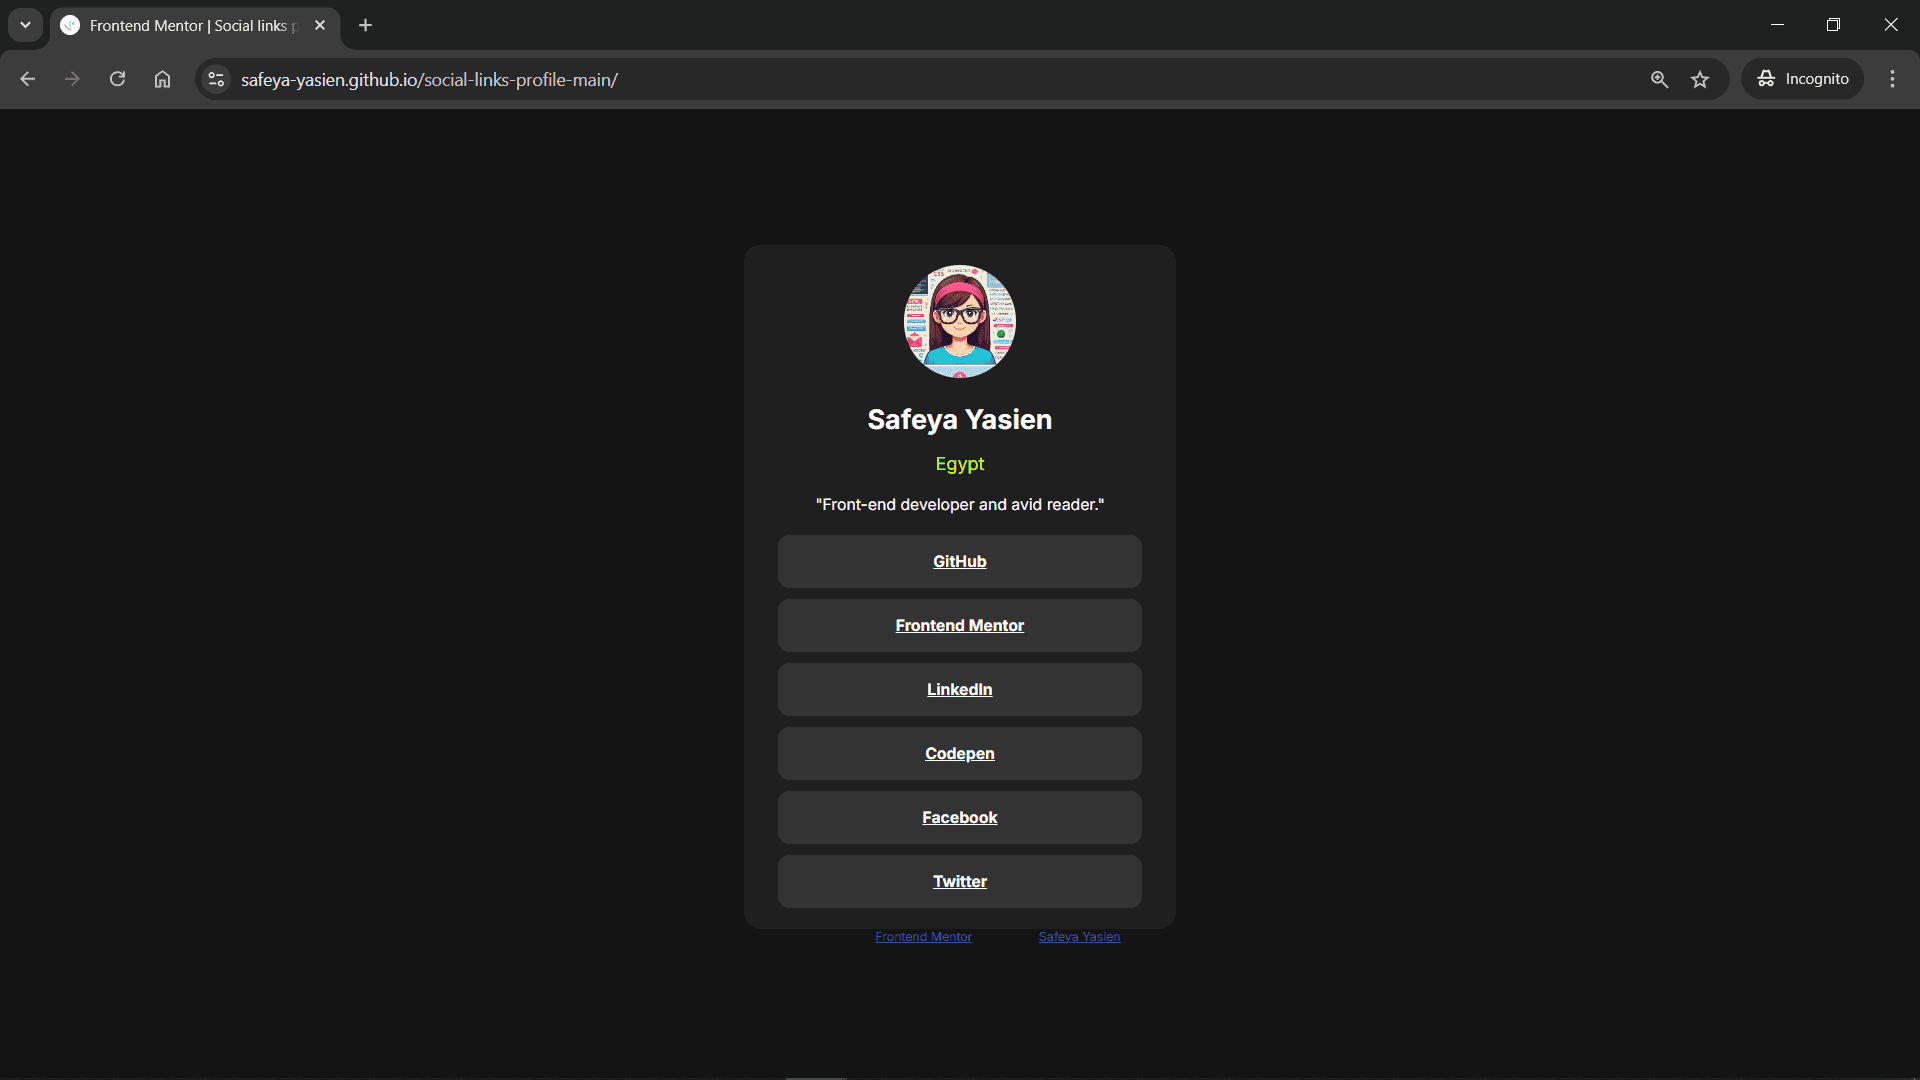 Frontend Mentor | Social links p
safeya-yasien.github.io/social-links-profile-main/
Incognito
Safeya Yasien
Egypt
"Front-end developer and avid reader."
GitHub
Frontend Mentor
LinkedIn
Codepen
Facebook
Twitter
Frontend Mentor Safeya Yasien